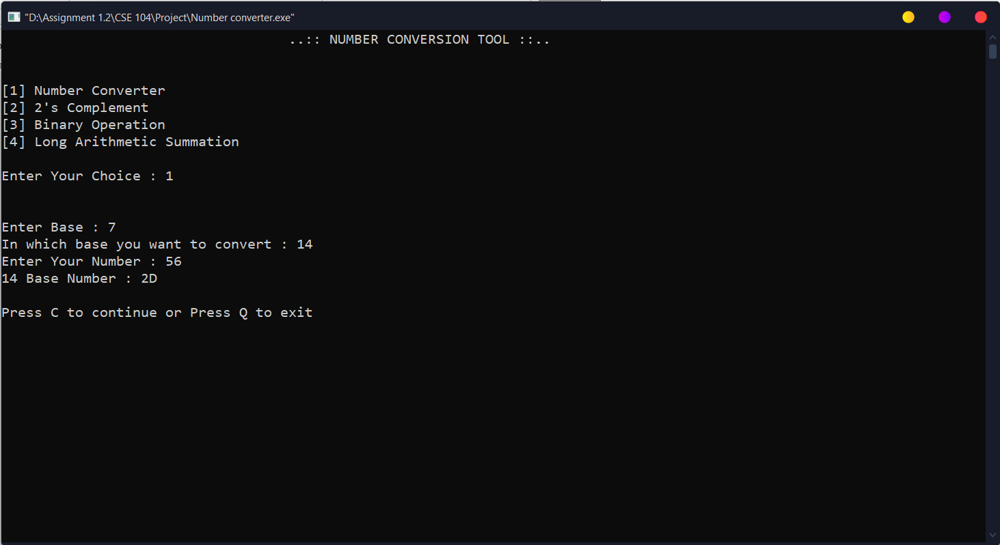 "D:\Assignment 1.2\CSE 104\Project\Number converter.exe"
..:: NUMBER CONVERSION TOOL ::..
[1] Number Converter
[2] 2's Complement
[3] Binary Operation
[4] Long Arithmetic Summation
Enter Your Choice : 1
Enter Base : 7
In which base you want to convert : 14
Enter Your Number : 56
14 Base Number : 2D
Press C to continue or Press Q to exit